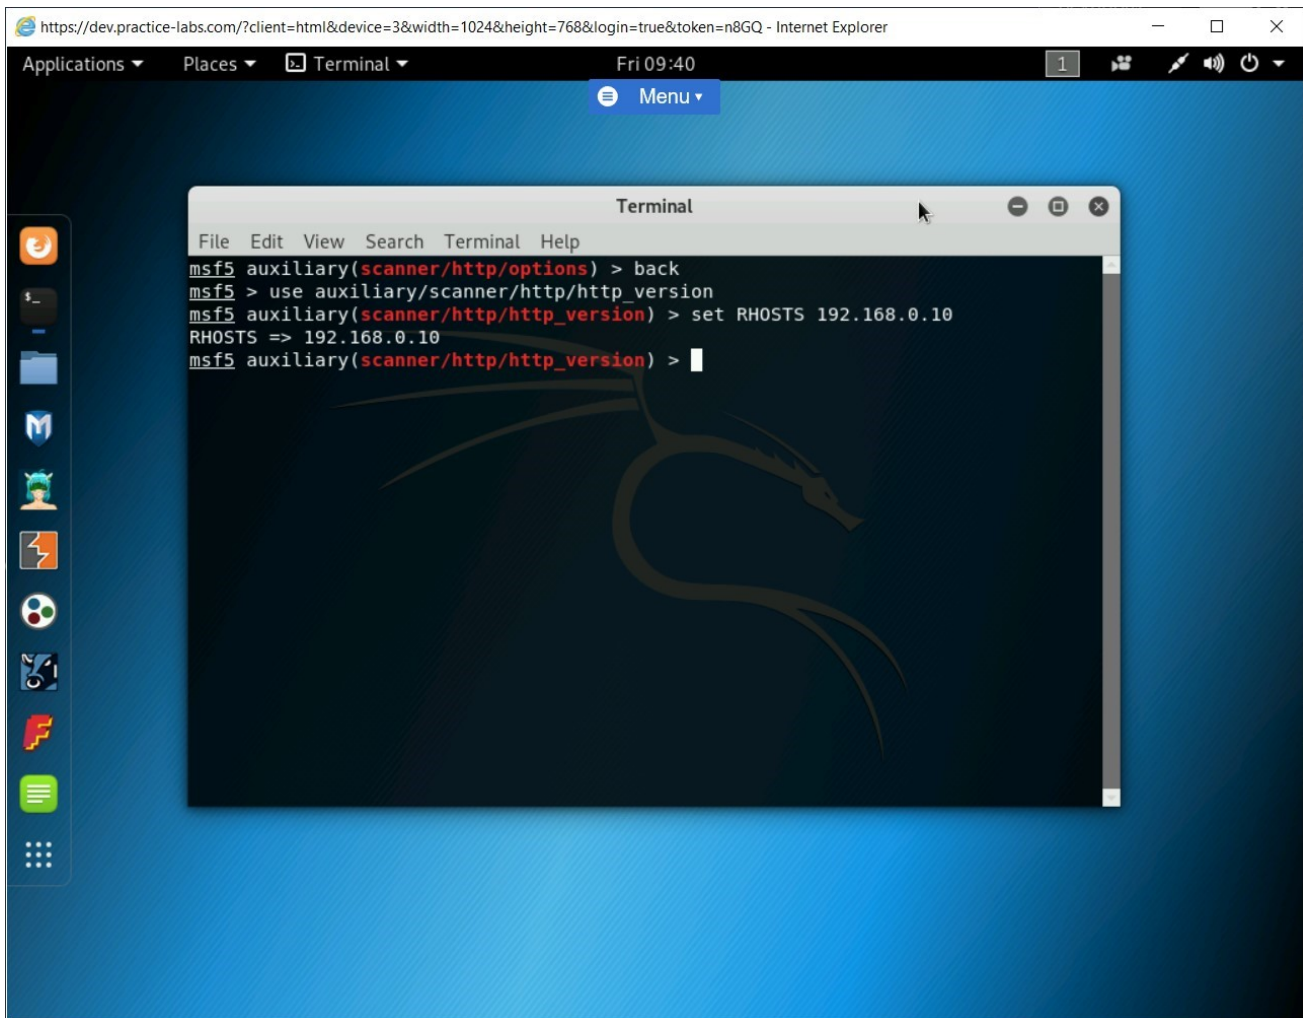 https://dev.practice-labs.com/?client=html&device=3&width=1024&height=768&login=true&token=n8GQ - Internet Explorer
Applications Places Terminal Fri 09:40 1
Menu
Terminal
File Edit View Search Terminal Help
msf5 auxiliary(scanner/http/options) > back
msf5 > use auxiliary/scanner/http/http_version
msf5 auxiliary(scanner/http/http_version) > set RHOSTS 192.168.0.10
RHOSTS => 192.168.0.10
msf5 auxiliary(scanner/http/http_version) >
$_